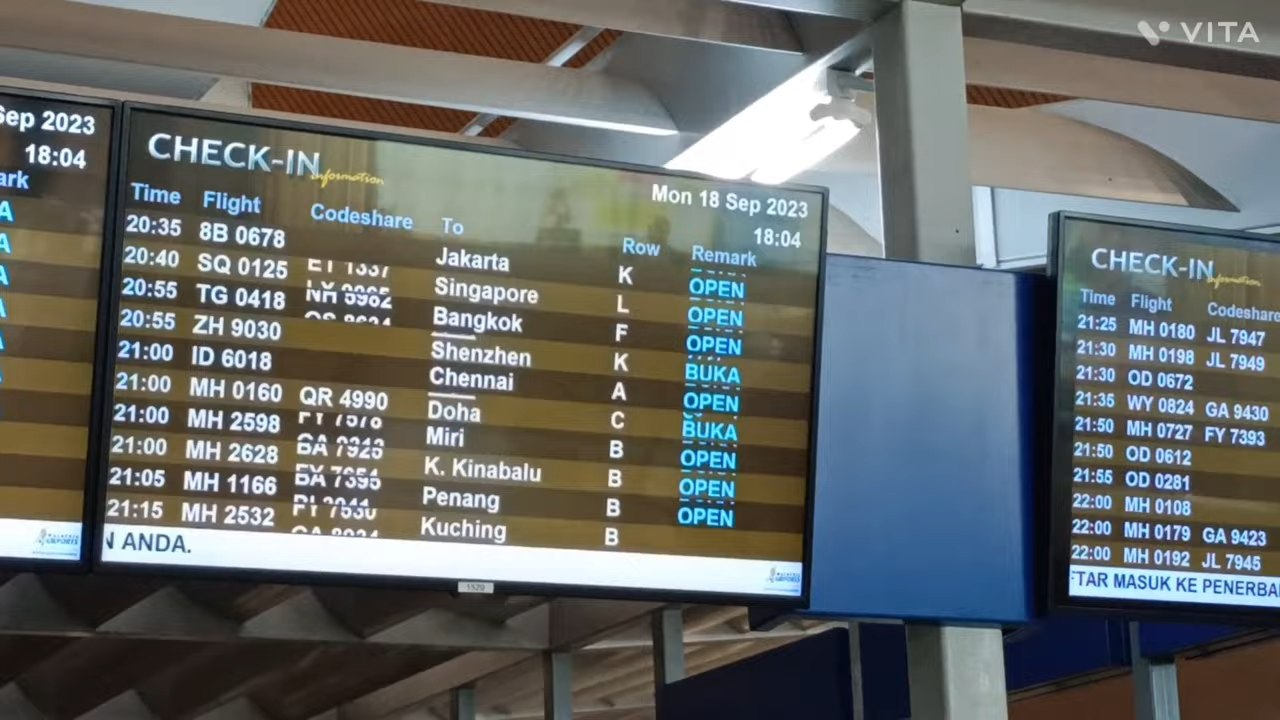 Sep 2023
18:04
ark
CHECK-IN information
Mon 18 Sep 2023
18:04
Time Flight Codeshare To Row Remark
20:35 8B 0678 Jakarta K OPEN
20:40 SQ 0125 Singapore L OPEN
20:55 TG 0418 Bangkok F OPEN
20:55 ZH 9030 Shenzhen K BUKA
21:00 ID 6018 Chennai A OPEN
21:00 MH 0160 QR 4990 Doha C BUKA
21:00 MH 2598 Miri B OPEN
21:00 MH 2628 K. Kinabalu B OPEN
21:05 MH 1166 Penang B OPEN
21:15 MH 2532 Kuching B
N ANDA.
CHECK-IN information
Time Flight Codeshare
21:25 MH 0180 JL 7947
21:30 MH 0198 JL 7949
21:30 OD 0672
21:35 WY 0824 GA 9430
21:50 MH 0727 FY 7393
21:50 OD 0612
21:55 OD 0281
22:00 MH 0108
22:00 MH 0179 GA 9423
22:00 MH 0192 JL 7945
TAR MASUK KE PENERBA
VITA